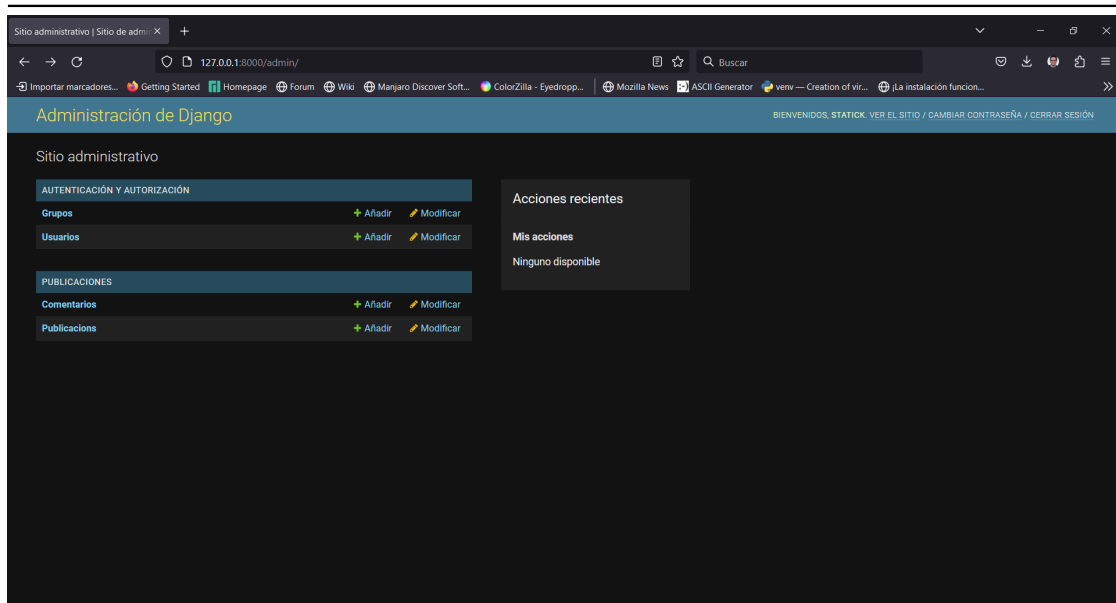 Sitio administrativo | Sitio de admi
127.0.0.1:8000/admin/
Buscar
Importar marcadores... Getting Started Homepage Forum Wiki Manjaro Discover Soft... ColorZilla - Eyedropp... Mozilla News ASCII Generator venv — Creation of vir... ¡La instalación funcion...
Administración de Django
BIENVENIDOS, STATICK. VER EL SITIO / CAMBIAR CONTRASEÑA / CERRAR SESIÓN
Sitio administrativo
AUTENTICACIÓN Y AUTORIZACIÓN
Grupos Añadir Modificar
Usuarios Añadir Modificar
PUBLICACIONES
Comentarios Añadir Modificar
Publicacions Añadir Modificar
Acciones recientes
Mis acciones
Ninguno disponible